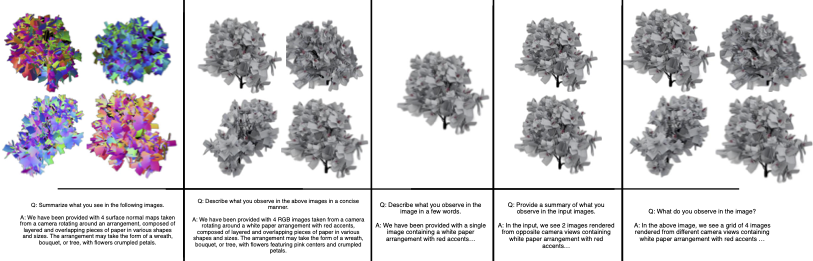 Q: Summarize what you see in the following images.
A: We have been provided with 4 surface normal maps taken
from a camera rotating around an arrangement, composed of
layered and overlapping pieces of paper in various shapes
and sizes. The arrangement may take the form of a wreath,
bouquet, or tree, with flowers crumpled petals.
Q: Describe what you observe in the above images in a concise
manner.
A: We have been provided with 4 RGB images taken from a camera
rotating around a white paper arrangement with red accents,
composed of layered and overlapping pieces of paper in various
shapes and sizes. The arrangement may take the form of a wreath,
bouquet, or tree, with flowers featuring pink centers and crumpled
petals.
Q: Describe what you observe in the
image in a few words.
A: We have been provided with a single
image containing a white paper
arrangement with red accents…
Q: Provide a summary of what you
observe in the input images.
A: In the input, we see 2 images rendered
from opposite camera views containing
white paper arrangement with red
accents…
Q: What do you observe in the image?
A: In the above image, we see a grid of 4 images
rendered from different camera views containing
white paper arrangement with red accents …